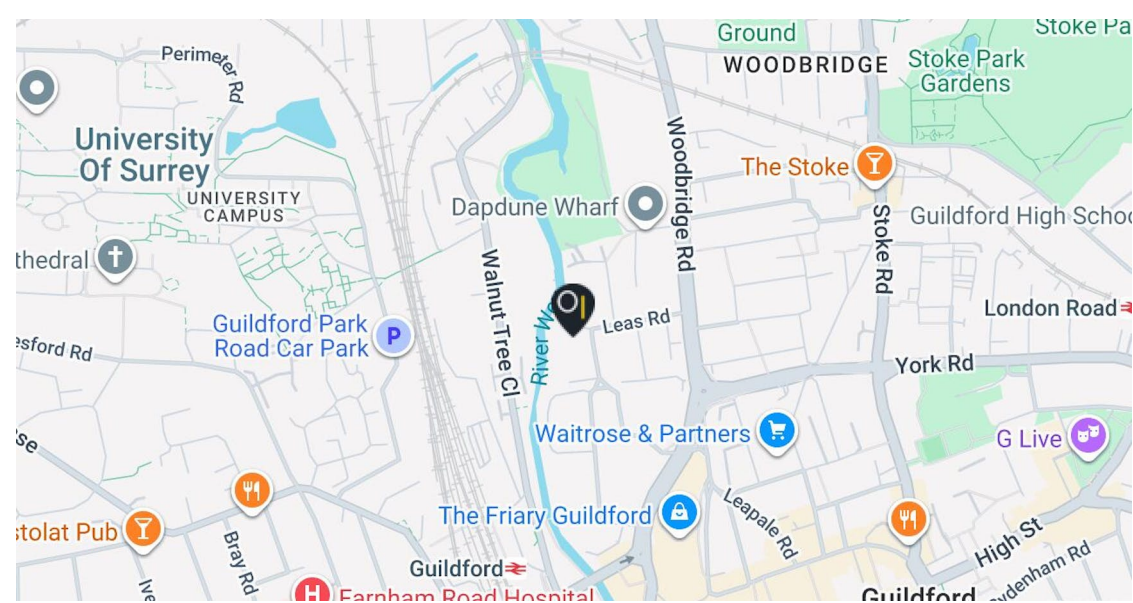 Ground
Stoke Pa
WOODBRIDGE
Stoke Park
Gardens
Perimeter Rd
University
Of Surrey
UNIVERSITY
CAMPUS
The Stoke
Woodbridge Rd
Dapdune Wharf
Guildford High Schoo
Stoke Rd
thedral
Walnut Tree Cl
River We
Leas Rd
London Road
Guildford Park
Road Car Park
P
esford Rd
York Rd
Waitrose & Partners
G Live
se
The Friary Guildford
Leapale Rd
stolat Pub
High St
Bray Rd
Guildford
ydenham Rd
Ive
H
Farnham Road Hospital
Guildford